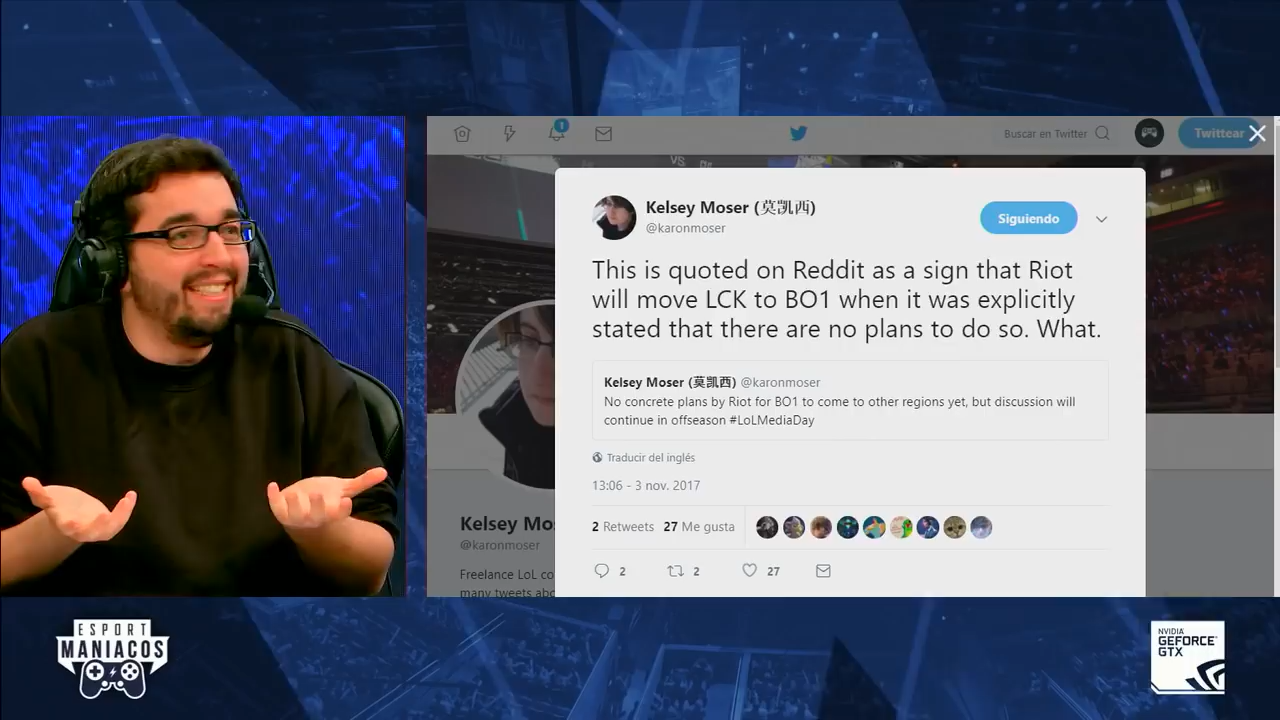 VS
1
Buscar en Twitter
Twittear
Kelsey Moser (莫凯西)
@karonmoser
Siguiendo
This is quoted on Reddit as a sign that Riot
will move LCK to BO1 when it was explicitly
stated that there are no plans to do so. What.
Kelsey Moser (莫凯西) @karonmoser
No concrete plans by Riot for BO1 to come to other regions yet, but discussion will
continue in offseason #LoLMediaDay
Traducir del inglés
13:06 - 3 nov. 2017
2 Retweets 27 Me gusta
2 2 27
Kelsey Mo
@karonmoser
Freelance LoL co
many tweets abo
ESPORT
MANIACOS
NVIDIA
GEFORCE
GTX